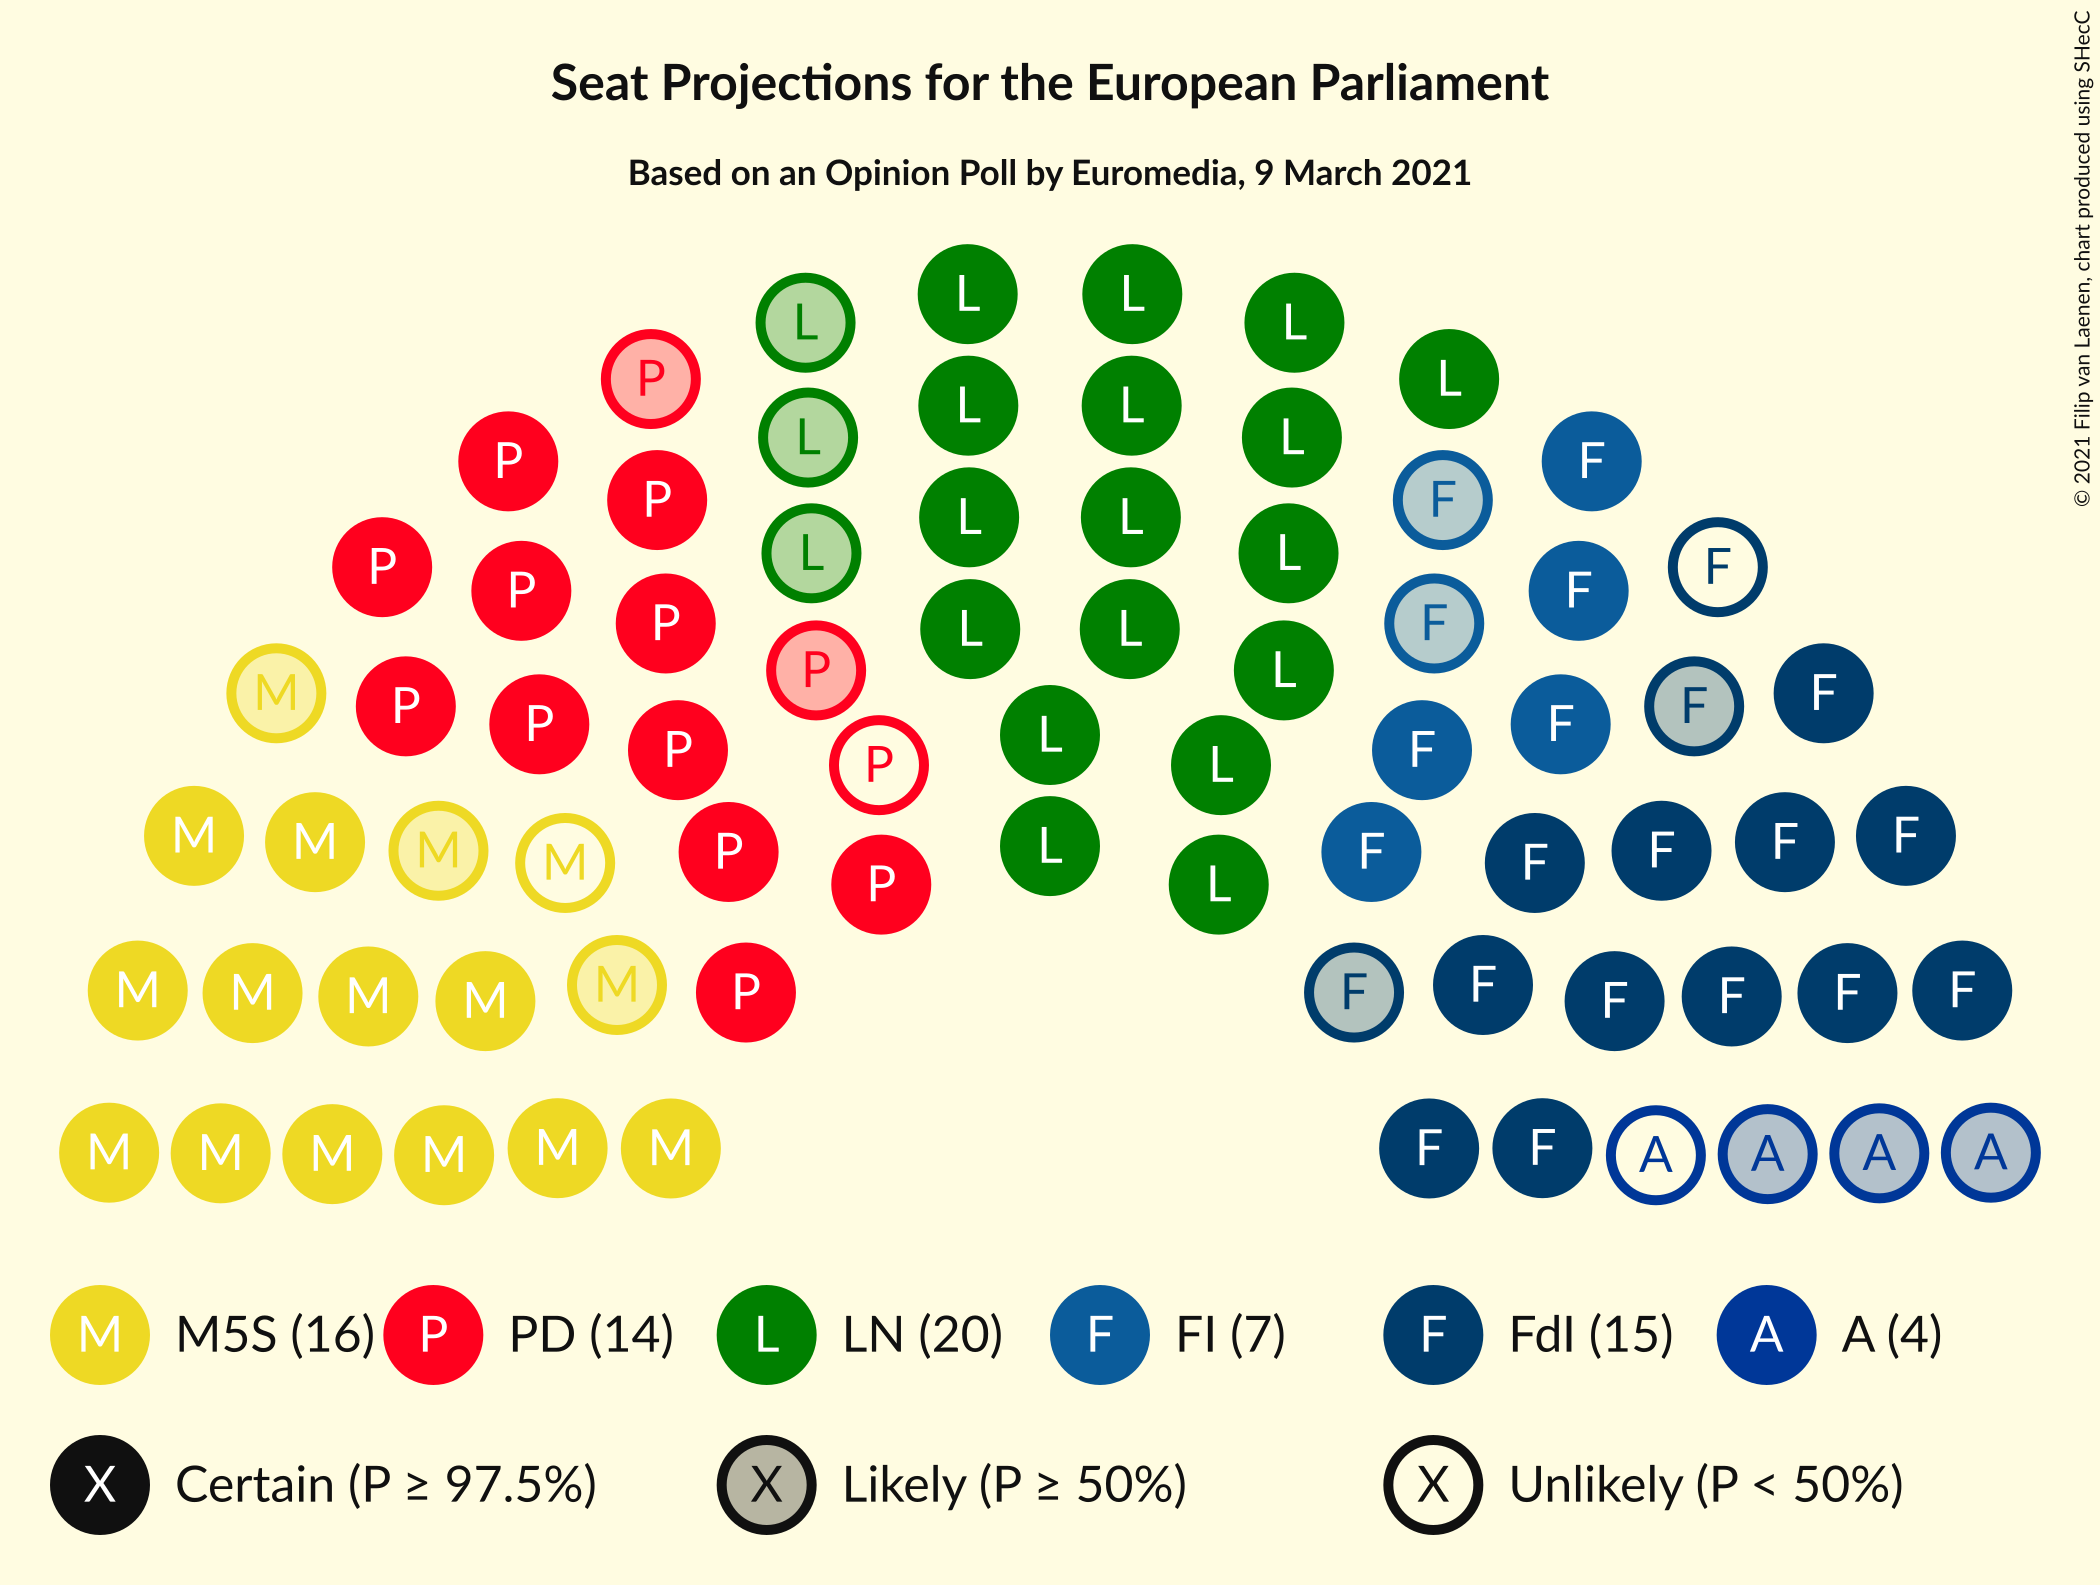 Seat Projections for the European Parliament
Based on an Opinion Poll by Euromedia, 9 March 2021
© 2021 Filip van Laenen, chart produced using SHecC
L L
L L
P L
L L
L L
P F
P L L F
L L
P F
L L
P F
P F
L L
P L
M F
P F
P F
L
P F
P L
M F
M F
L
M F
P F
M F
P L
M F
M F
M F
P F
M F
M F
M M F F
M M F A
M A
M A
M M5S (16) P PD (14) L LN (20) F FI (7) F FdI (15) A A (4)
X Certain (P ≥ 97.5%) X Likely (P ≥ 50%) X Unlikely (P < 50%)